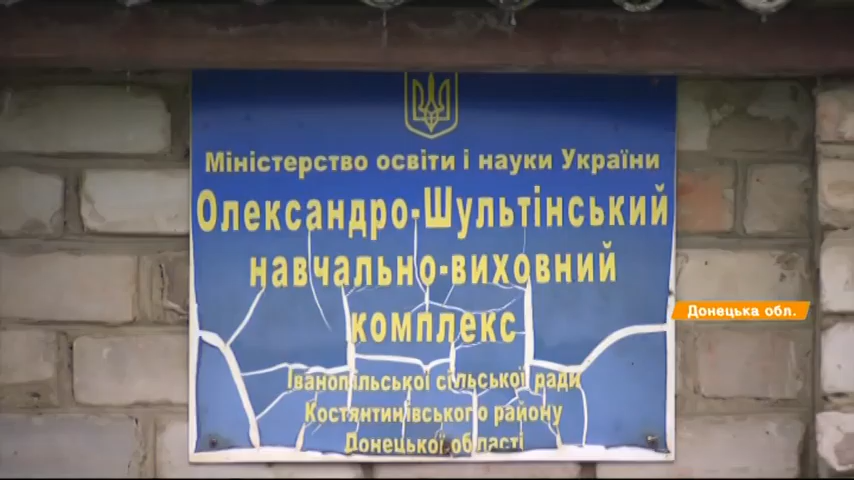 Міністерство освіти і науки України
Олександро-Шультінський
навчально-виховний
комплекс
Іванопільської сільської ради
Костянтинівського району
Донецької області
Донецька обл.